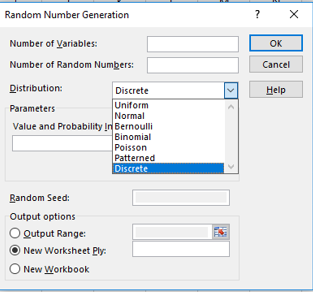 Random Number Generation
? ×
Number of Variables:
OK
Number of Random Numbers:
Cancel
Distribution:
Discrete
Help
Parameters
Uniform
Normal
Value and Probability In
Bernoulli
Binomial
Poisson
Patterned
Discrete
Random Seed:
Output options
Output Range:
New Worksheet Ply:
New Workbook